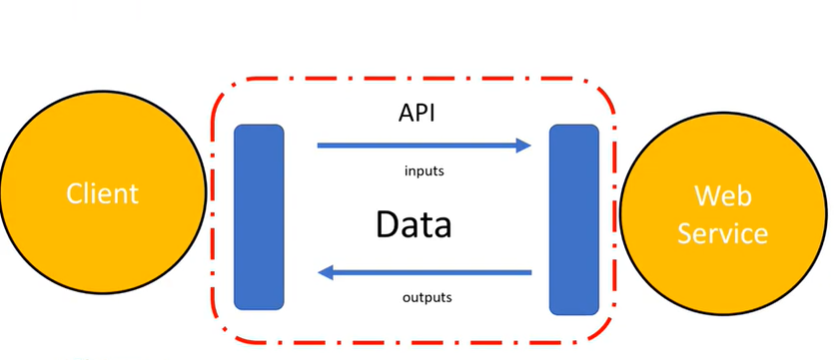 API
Client
inputs
Data
outputs
Web
Service